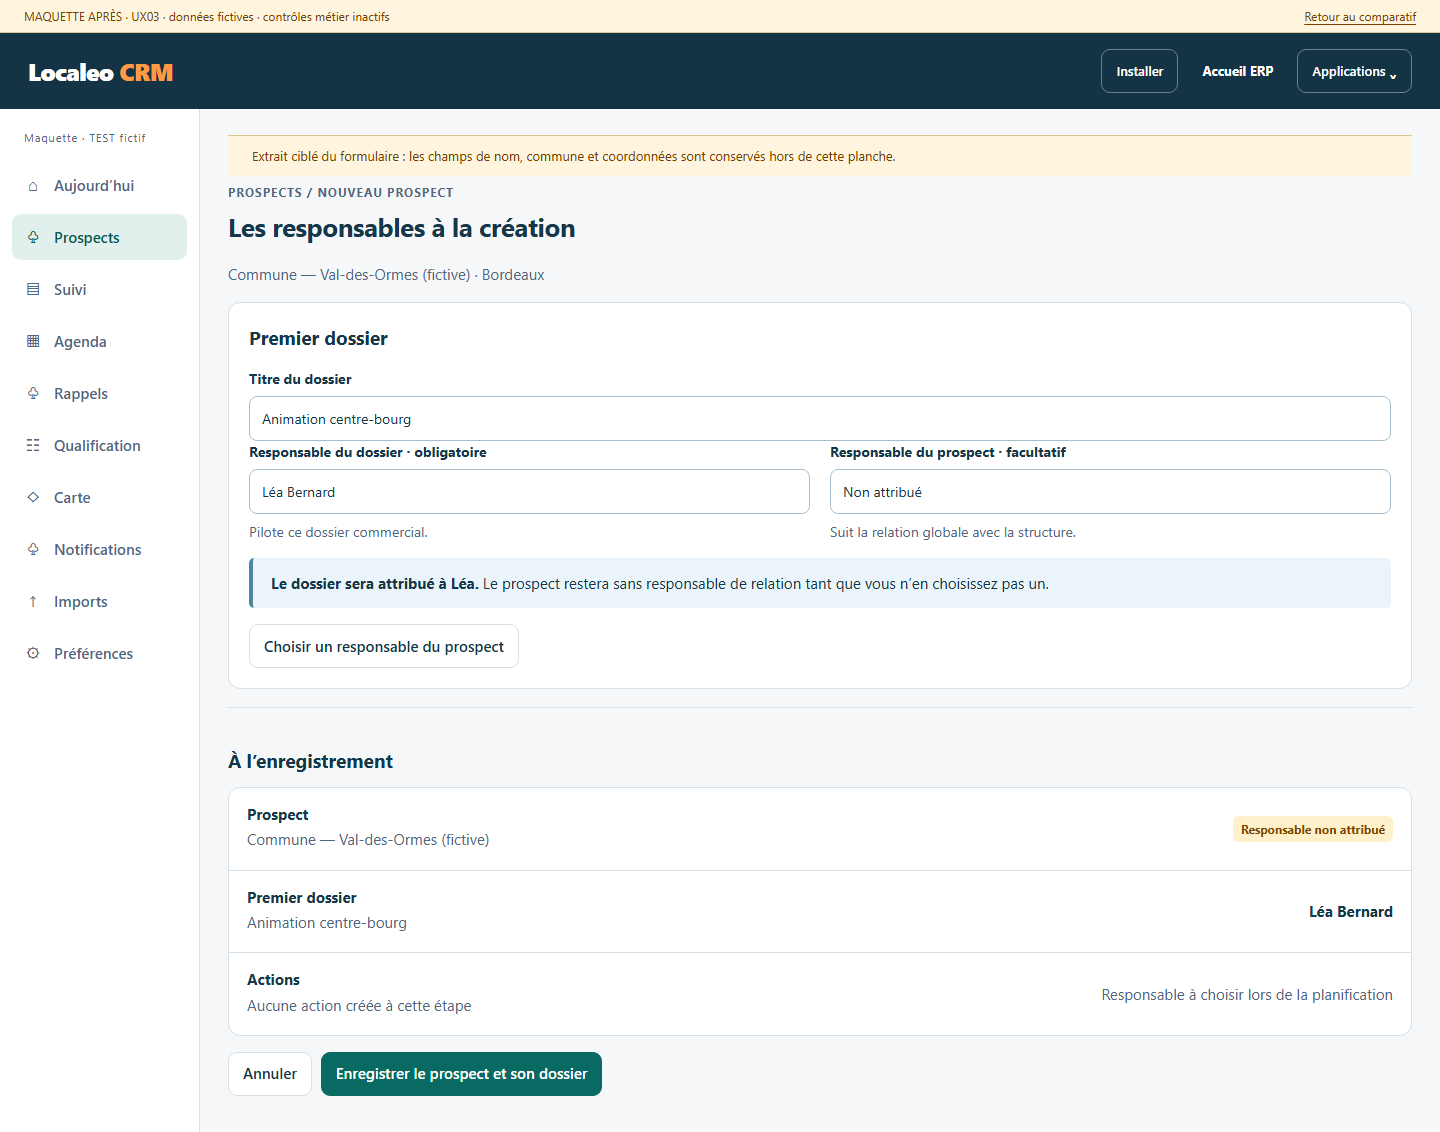 MAQUETTE APRÈS · UX03 · données fictives · contrôles métier inactifs
Retour au comparatif
Localeo CRM
Installer
Accueil ERP
Applications
Maquette · TEST fictif
Aujourd’hui
Prospects
Suivi
Agenda
Rappels
Qualification
Carte
Notifications
Imports
Préférences
Extrait ciblé du formulaire : les champs de nom, commune et coordonnées sont conservés hors de cette planche.
PROSPECTS / NOUVEAU PROSPECT
Les responsables à la création
Commune — Val-des-Ormes (fictive) · Bordeaux
Premier dossier
Titre du dossier
Animation centre-bourg
Responsable du dossier · obligatoire
Responsable du prospect · facultatif
Léa Bernard
Non attribué
Pilote ce dossier commercial.
Suit la relation globale avec la structure.
Le dossier sera attribué à Léa. Le prospect restera sans responsable de relation tant que vous n’en choisissez pas un.
Choisir un responsable du prospect
À l’enregistrement
Prospect
Commune — Val-des-Ormes (fictive)
Responsable non attribué
Premier dossier
Animation centre-bourg
Léa Bernard
Actions
Aucune action créée à cette étape
Responsable à choisir lors de la planification
Annuler
Enregistrer le prospect et son dossier